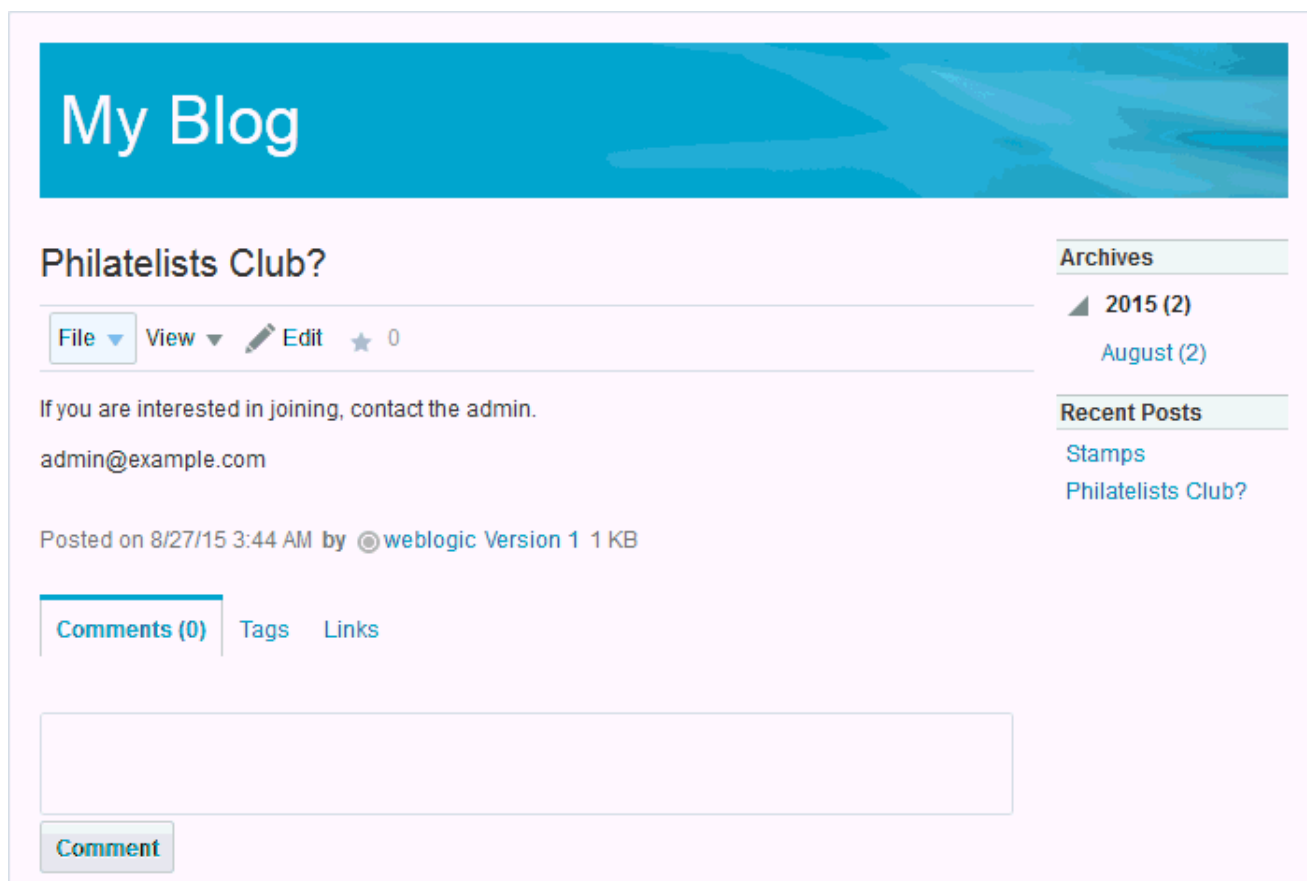 My Blog
Philatelists Club?
File View Edit 0
If you are interested in joining, contact the admin.
admin@example.com
Posted on 8/27/15 3:44 AM by weblogic Version 1 1 KB
Comments (0) Tags Links
Comment
Archives
2015 (2)
August (2)
Recent Posts
Stamps
Philatelists Club?